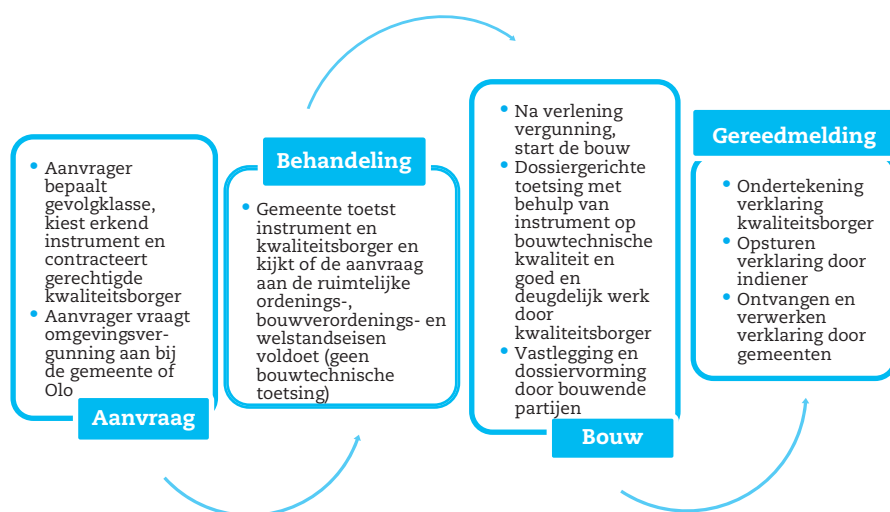 • Aanvrager
bepaalt
gevolgklasse,
kiest erkend
instrument en
contracteert
gerechtigde
kwaliteitsborger
• Aanvrager vraagt
omgevingsver-
gunning aan bij
de gemeente of
Olo
Aanvraag
Behandeling
• Gemeente toetst
instrument en
kwaliteitsborger en
kijkt of de aanvraag
aan de ruimtelijke
ordenings-,
bouwverordenings- en
welstandseisen
voldoet (geen
bouwtechnische
toetsing)
• Na verlening
vergunning,
start de bouw
• Dossiergerichte
toetsing met
behulp van
instrument op
bouwtechnische
kwaliteit en
goed en
deugdelijk werk
door
kwaliteitsborger
• Vastlegging en
dossiervorming
door bouwende
partijen
Bouw
Gereedmelding
• Ondertekening
verklaring
kwaliteitsborger
• Opsturen
verklaring door
indiener
• Ontvangen en
verwerken
verklaring door
gemeenten